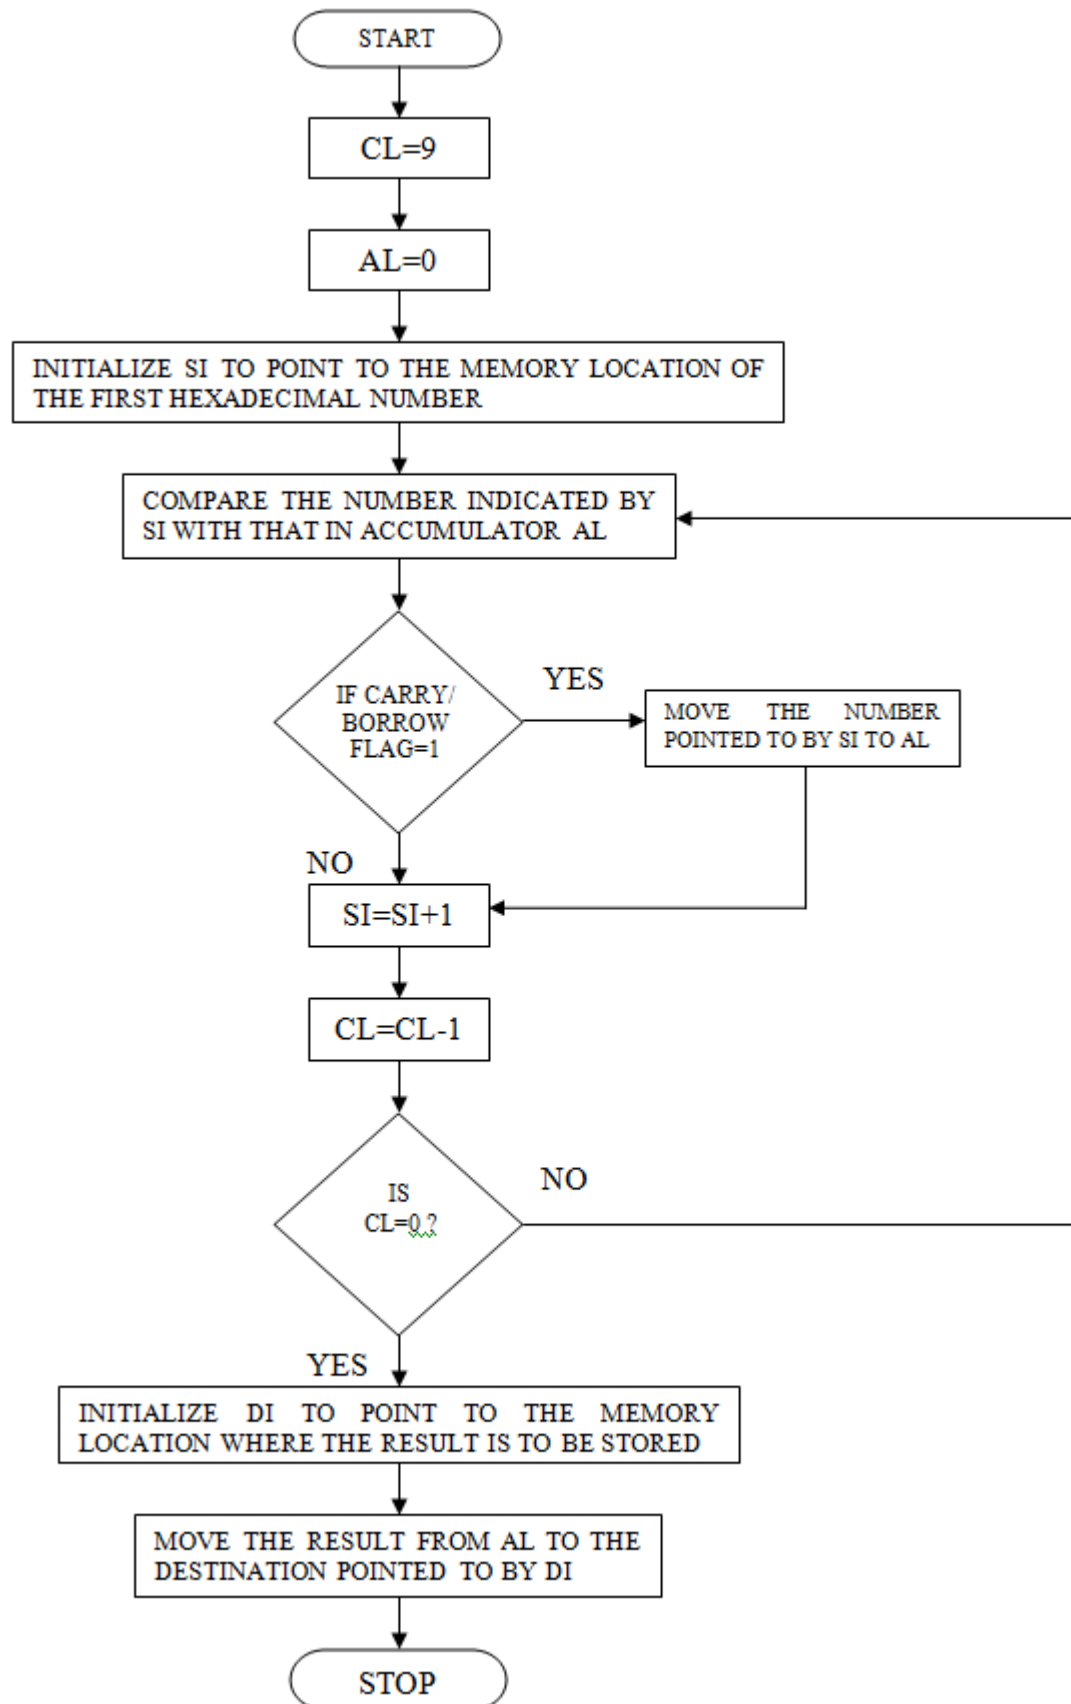 START
CL=9
AL=0
INITIALIZE SI TO POINT TO THE MEMORY LOCATION OF
THE FIRST HEXADECIMAL NUMBER
COMPARE THE NUMBER INDICATED BY
SI WITH THAT IN ACCUMULATOR AL
IF CARRY/
BORROW
FLAG=1
YES
MOVE THE NUMBER
POINTED TO BY SI TO AL
NO
SI=SI+1
CL=CL-1
IS
CL=0 ?
NO
YES
INITIALIZE DI TO POINT TO THE MEMORY
LOCATION WHERE THE RESULT IS TO BE STORED
MOVE THE RESULT FROM AL TO THE
DESTINATION POINTED TO BY DI
STOP